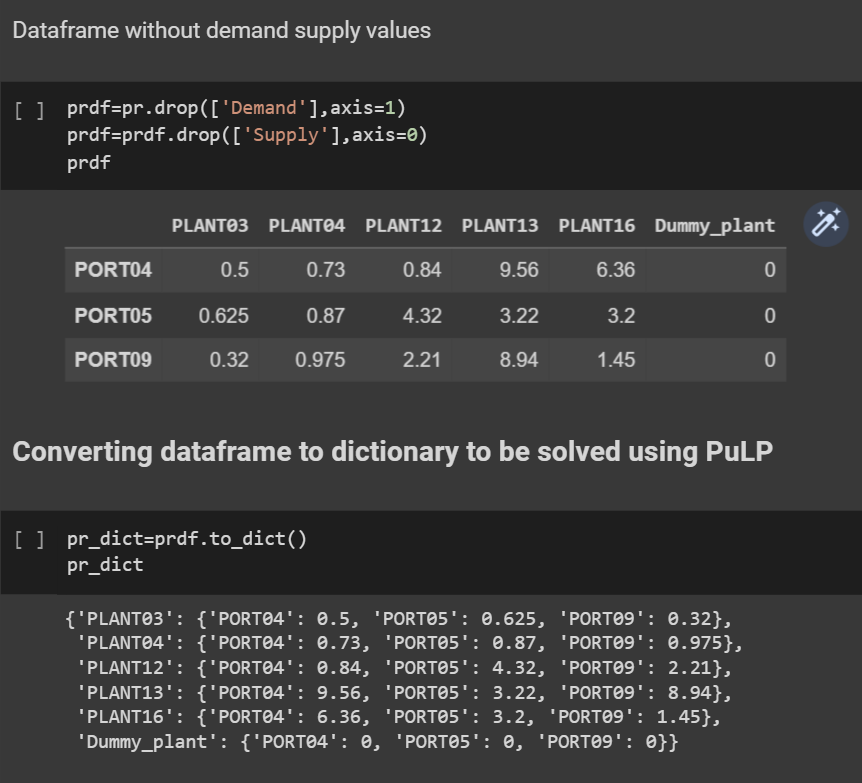 Dataframe without demand supply values
[ ] prdf=pr.drop(['Demand'],axis=1)
prdf=prdf.drop(['Supply'],axis=0)
prdf
PLANT03 PLANT04 PLANT12 PLANT13 PLANT16 Dummy_plant
PORT04 0.5 0.73 0.84 9.56 6.36 0
PORT05 0.625 0.87 4.32 3.22 3.2 0
PORT09 0.32 0.975 2.21 8.94 1.45 0
Converting dataframe to dictionary to be solved using PuLP
[ ] pr_dict=prdf.to_dict()
pr_dict
{'PLANT03': {'PORT04': 0.5, 'PORT05': 0.625, 'PORT09': 0.32},
'PLANT04': {'PORT04': 0.73, 'PORT05': 0.87, 'PORT09': 0.975},
'PLANT12': {'PORT04': 0.84, 'PORT05': 4.32, 'PORT09': 2.21},
'PLANT13': {'PORT04': 9.56, 'PORT05': 3.22, 'PORT09': 8.94},
'PLANT16': {'PORT04': 6.36, 'PORT05': 3.2, 'PORT09': 1.45},
'Dummy_plant': {'PORT04': 0, 'PORT05': 0, 'PORT09': 0}}